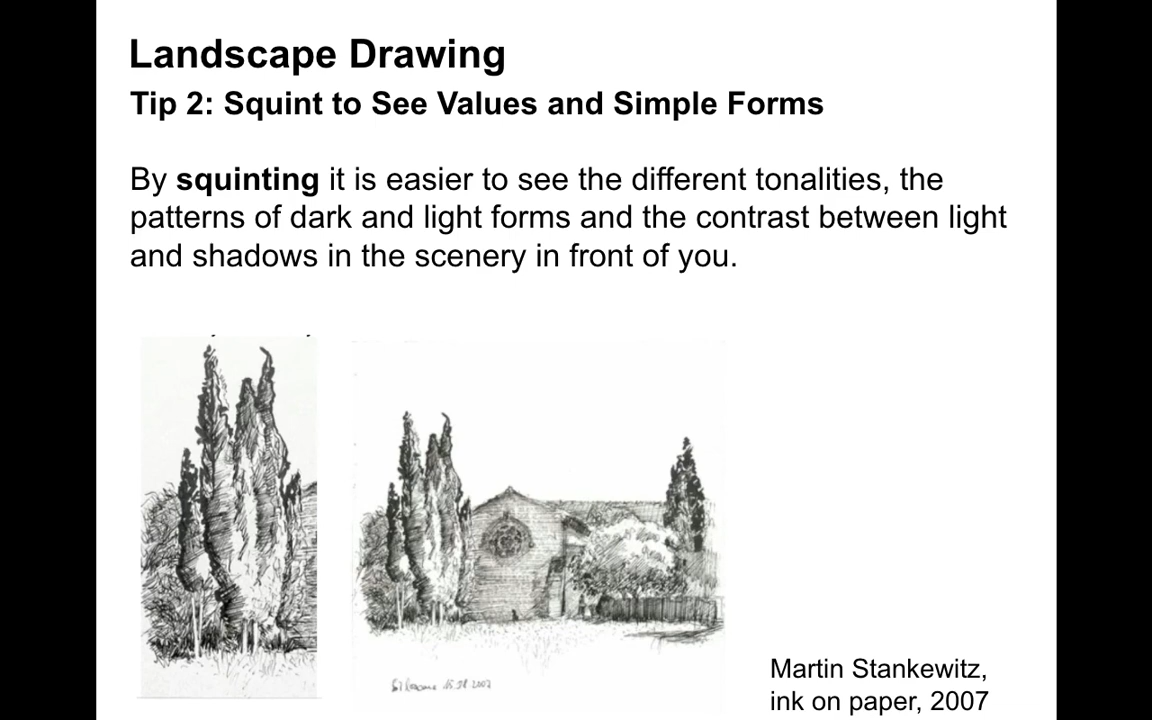 Landscape Drawing
Tip 2: Squint to See Values and Simple Forms
By squinting it is easier to see the different tonalities, the
patterns of dark and light forms and the contrast between light
and shadows in the scenery in front of you.
2007
Martin Stankewitz,
ink on paper, 2007